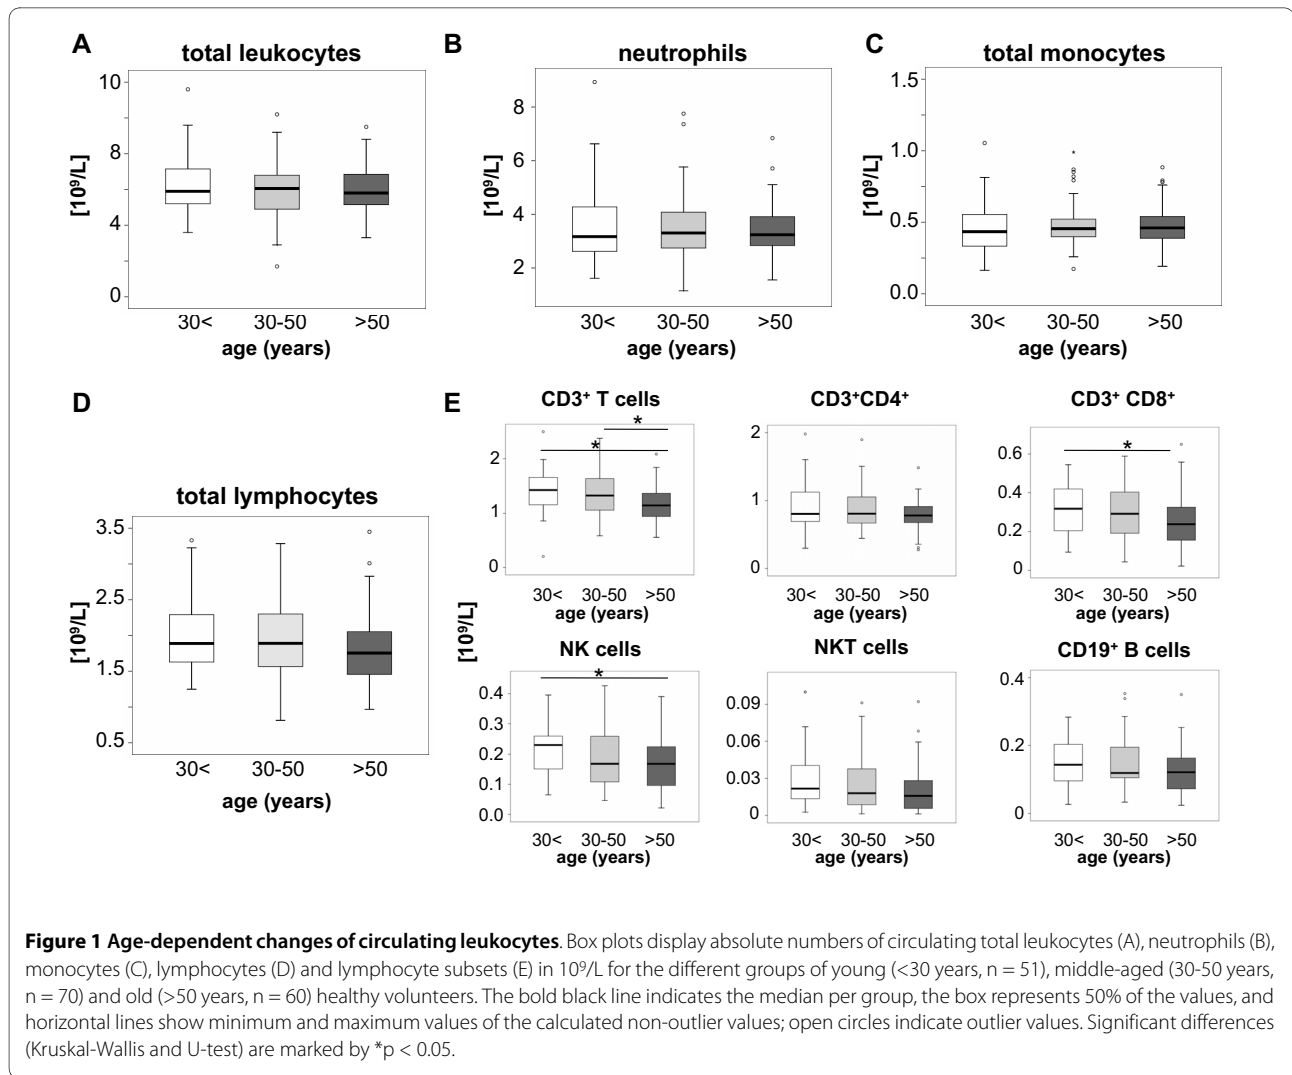 A
total leukocytes
[10⁹/L]
10
8
6
4
0
30< 30-50 >50
age (years)
B
neutrophils
[10⁹/L]
8
6
4
2
30< 30-50 >50
age (years)
C
total monocytes
[10⁹/L]
1.5
1.0
0.5
0.0
30< 30-50 >50
age (years)
D
total lymphocytes
[10⁹/L]
3.5
2.5
1.5
0.5
30< 30-50 >50
age (years)
E
[10⁹/L]
CD3⁺ T cells
*
*
2
1
0
30< 30-50 >50
age (years)
CD3⁺CD4⁺
2
1
0
30< 30-50 >50
age (years)
CD3⁺ CD8⁺
*
0.6
0.4
0.2
0
30< 30-50 >50
age (years)
NK cells
*
0.4
0.3
0.2
0.1
0.0
30< 30-50 >50
age (years)
NKT cells
0.09
0.06
0.03
0
30< 30-50 >50
age (years)
CD19⁺ B cells
0.4
0.2
0
30< 30-50 >50
age (years)
Figure 1 Age-dependent changes of circulating leukocytes. Box plots display absolute numbers of circulating total leukocytes (A), neutrophils (B),
monocytes (C), lymphocytes (D) and lymphocyte subsets (E) in 10⁹/L for the different groups of young (<30 years, n = 51), middle-aged (30-50 years,
n = 70) and old (>50 years, n = 60) healthy volunteers. The bold black line indicates the median per group, the box represents 50% of the values, and
horizontal lines show minimum and maximum values of the calculated non-outlier values; open circles indicate outlier values. Significant differences
(Kruskal-Wallis and U-test) are marked by *p < 0.05.